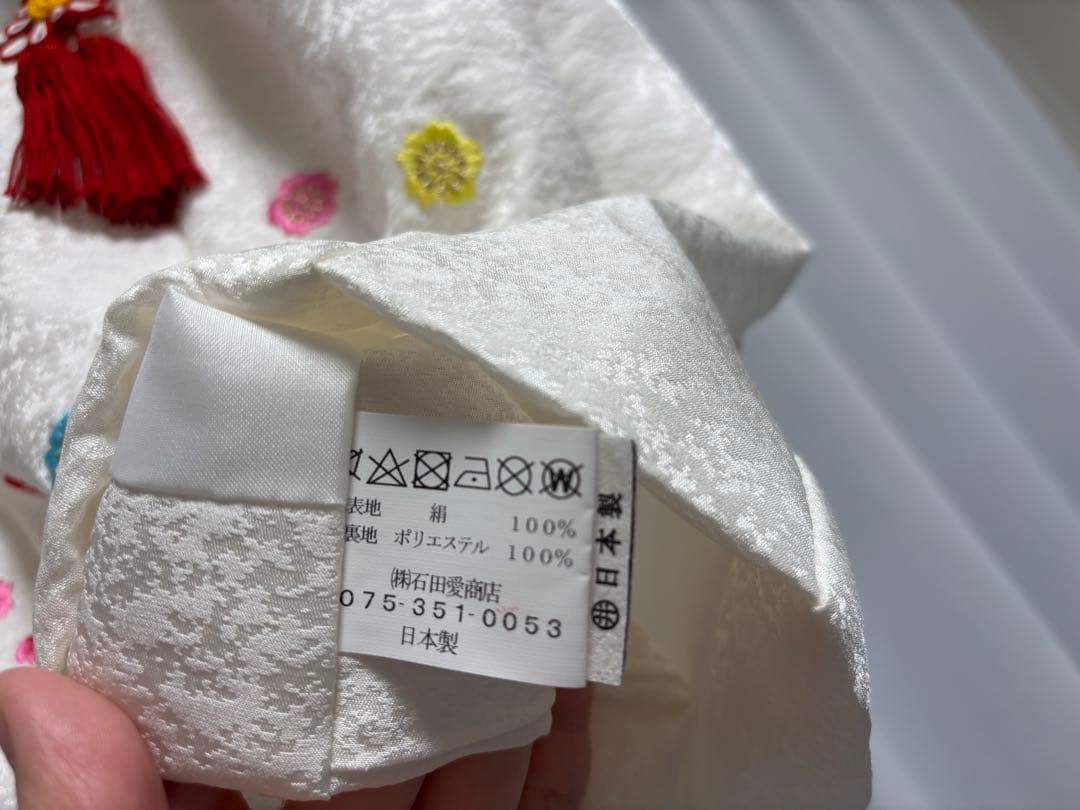 W
表地 絹 100%
裏地 ポリエステル 100%
㈱石田愛商店
075-351-0053
日本製
日本製